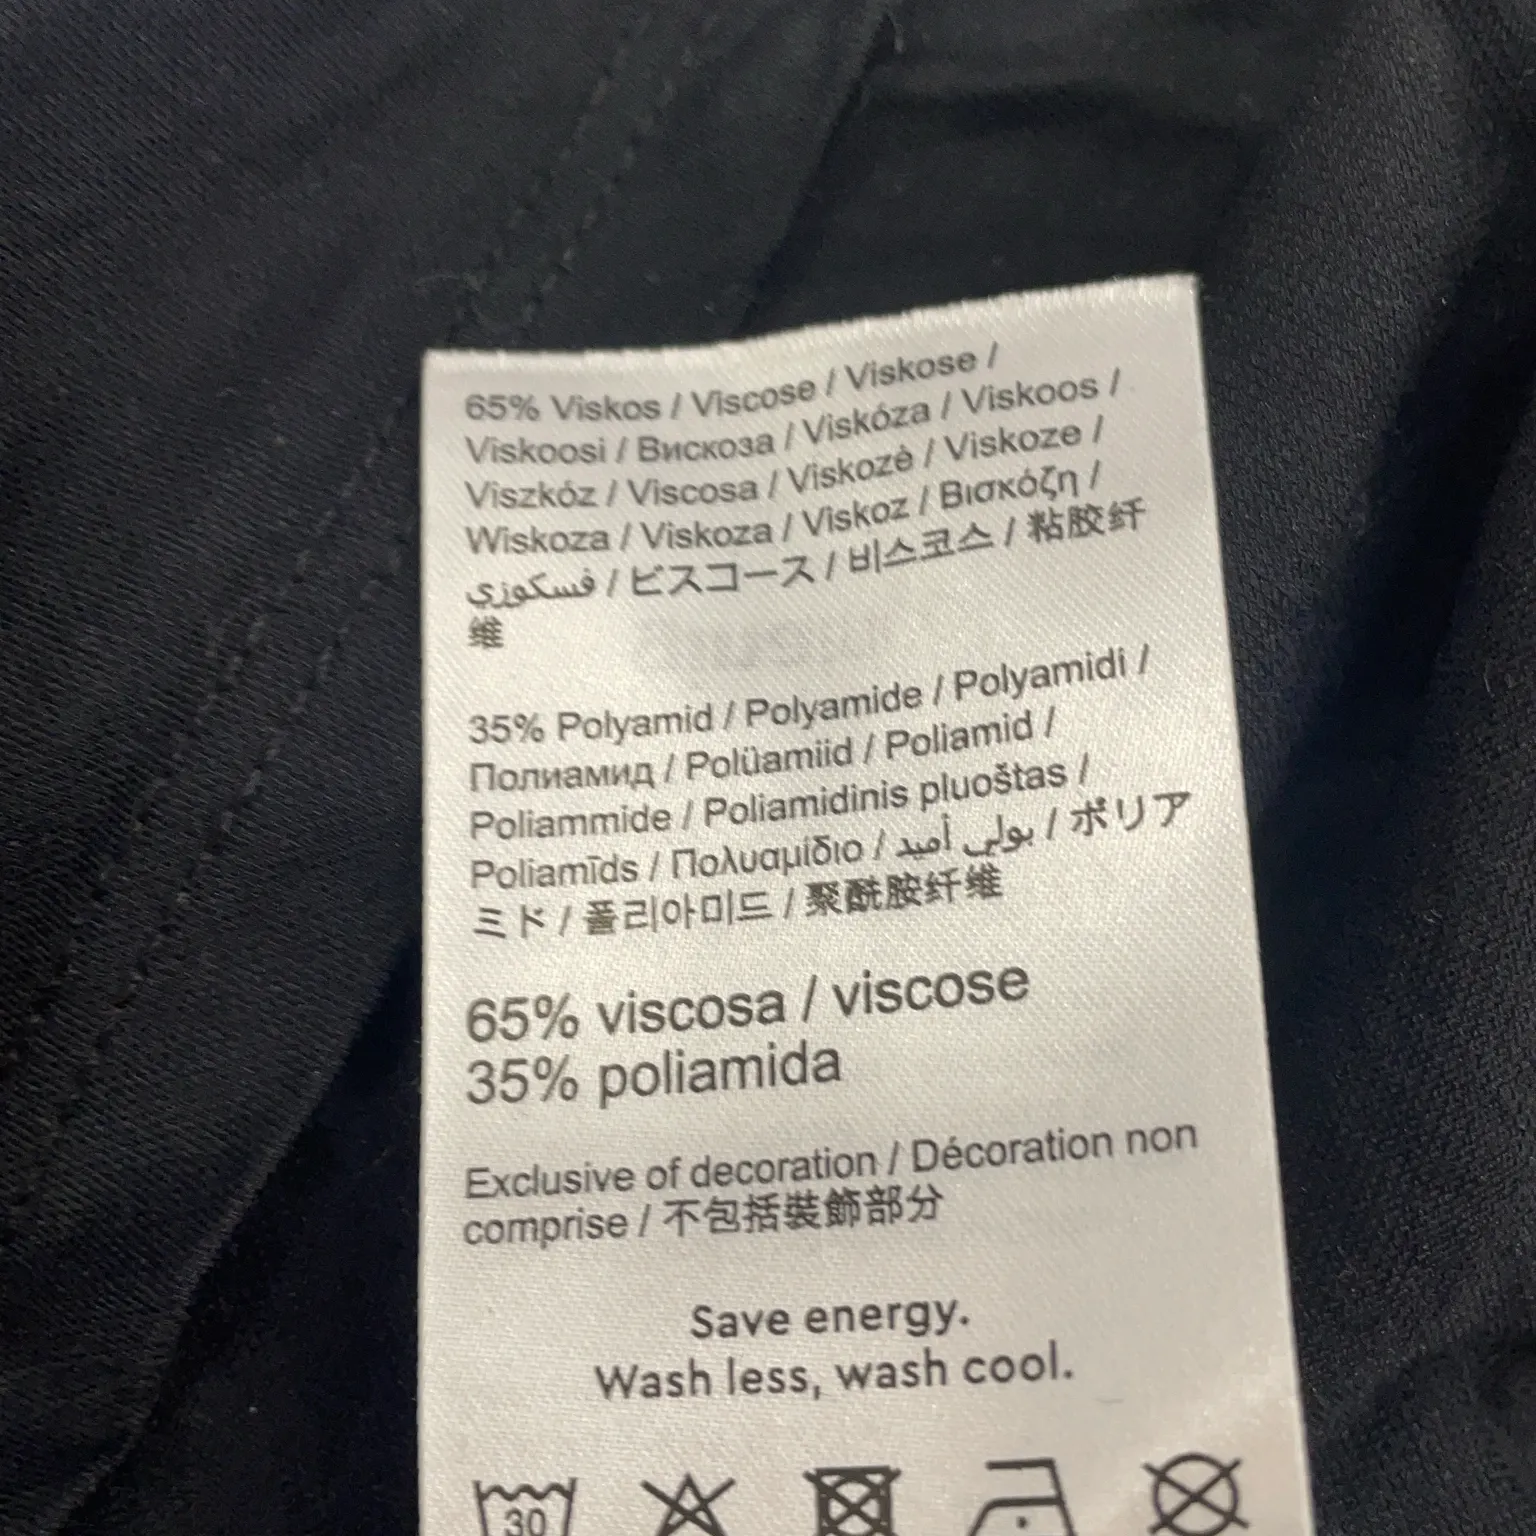 65% Viskos / Viscose / Viskose /
Viskoosi / Вискоза / Viskóza / Viskoos /
Viszkóz / Viscosa / Viskozė / Viskoze /
Wiskoza / Viskoza / Viskoz / Βισκόζη /
فسكوزي / ビスコース / 비스코스 / 粘胶纤
维
35% Polyamid / Polyamide / Polyamidi /
Полиамид / Polüamiid / Poliamid /
Poliammide / Poliamidinis pluoštas /
Poliamīds / Πολυαμίδιο / بولي أميد / ポリア
ミド / 폴리아미드 / 聚酰胺纤维
65% viscosa / viscose
35% poliamida
Exclusive of decoration / Décoration non
comprise / 不包括裝飾部分
Save energy.
Wash less, wash cool.
30